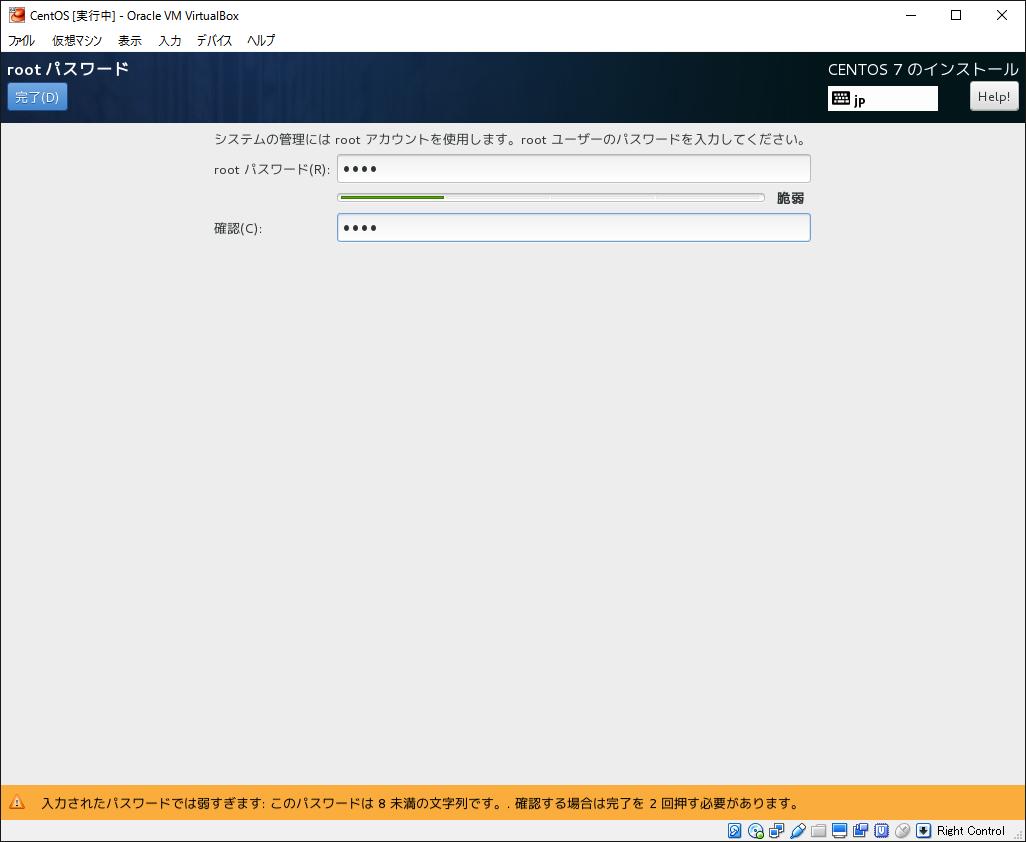 CentOS [実行中] - Oracle VM VirtualBox
ファイル 仮想マシン 表示 入力 デバイス ヘルプ
root パスワード
CENTOS 7 のインストール
完了(D)
jp
Help!
システムの管理には root アカウントを使用します。root ユーザーのパスワードを入力してください。
root パスワード(R): ••••
脆弱
確認(C): ••••
入力されたパスワードでは弱すぎます: このパスワードは 8 未満の文字列です。. 確認する場合は完了を 2 回押す必要があります。
Right Control